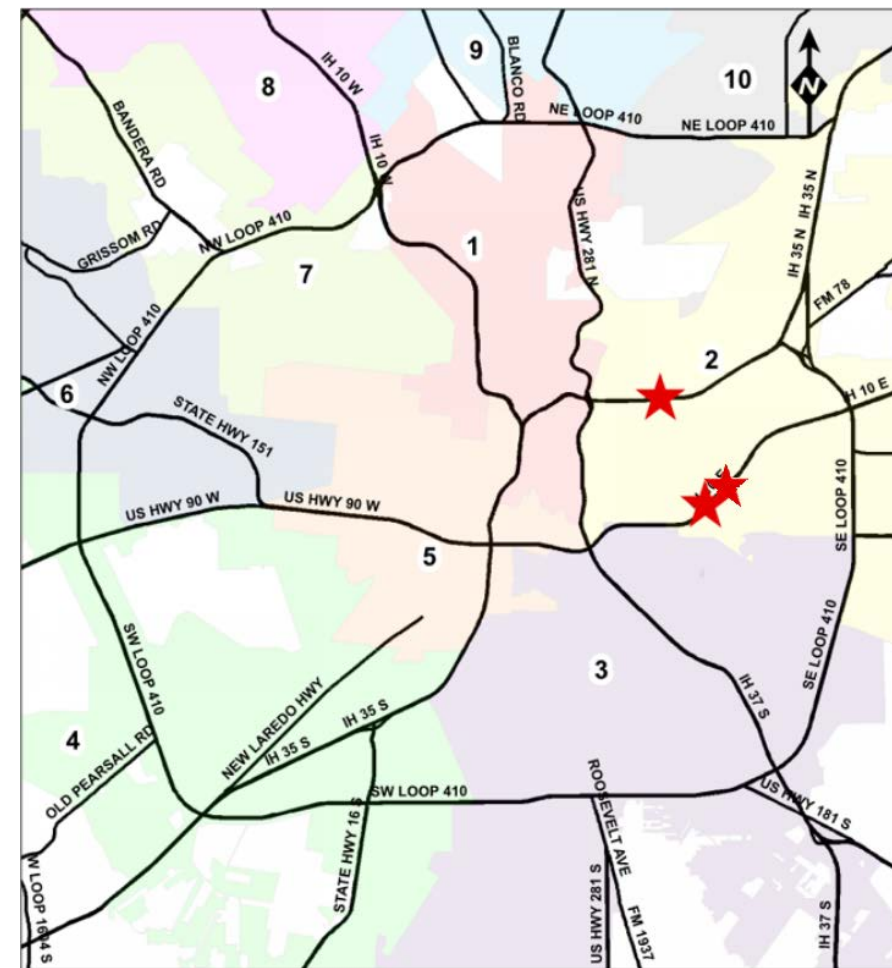 9
BLANCO RD
10
N
8
IH 10 W
NE LOOP 410
NE LOOP 410
BANDERA RD
IH 10 W
IH 35 N
US HWY 281 N
GRISSOM RD
NW LOOP 410
1
IH 35 N
7
FM 78
NW LOOP 410
2
6
STATE HWY 151
SE LOOP 410
US HWY 90 W
US HWY 90 W
5
SW LOOP 410
3
SE LOOP 410
IH 37 S
4
OLD PEARSALL RD
NEW LAREDO HWY
IH 35 S
IH 35 S
SW LOOP 410
ROOSEVELT AVE
US HWY 181 S
W LOOP 1604 S
STATE HWY 16 S
US HWY 281 S
FM 1937
IH 37 S